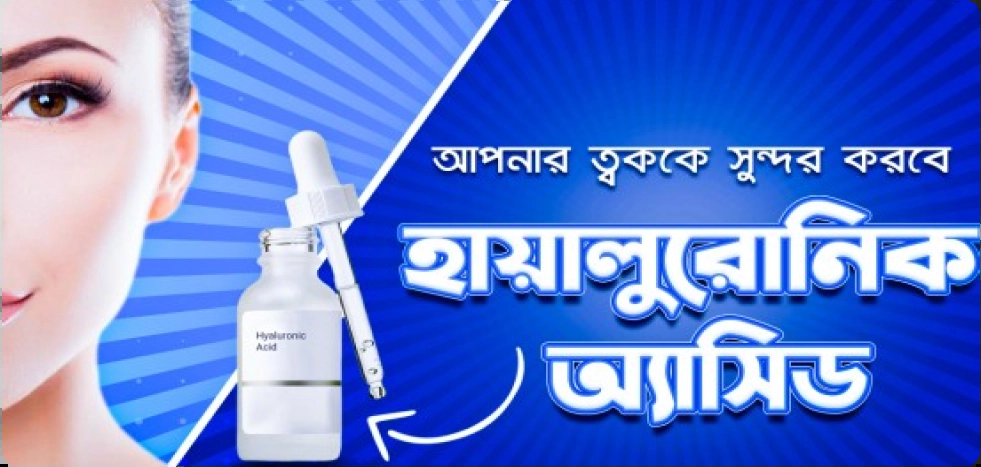 আপনার ত্বককে সুন্দর করবে
হায়ালুরোনিক
অ্যাসিড
Hyaluronic
Acid